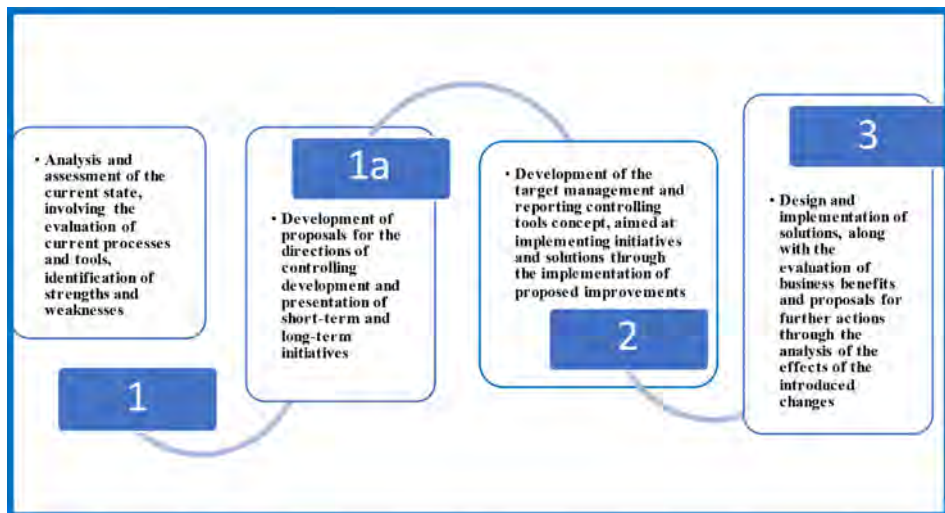 • Analysis and
assessment of the
current state,
involving the
evaluation of
current processes
and tools,
identification of
strengths and
weaknesses
1
1a
• Development of
proposals for the
directions of
controlling
development and
presentation of
short-term and
long-term
initiatives
• Development of the
target management and
reporting controlling
tools concept, aimed at
implementing initiatives
and solutions through
the implementation of
proposed improvements
2
3
• Design and
implementation of
solutions, along
with the
evaluation of
business benefits
and proposals for
further actions
through the
analysis of the
effects of the
introduced
changes